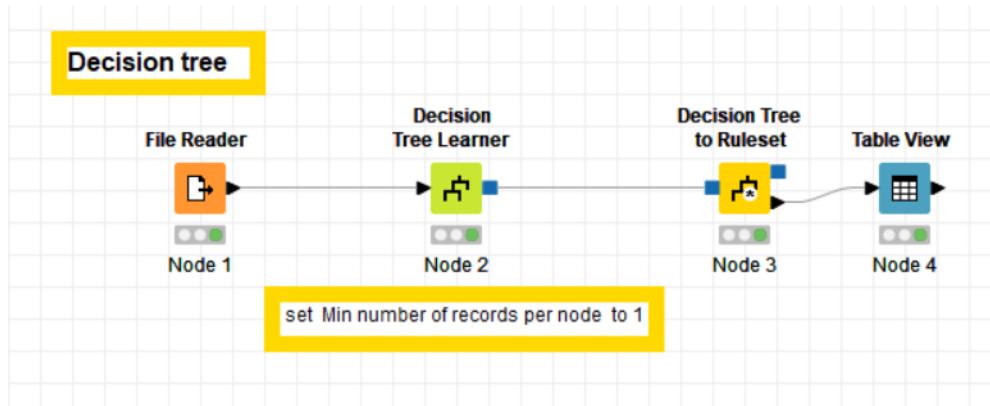 Decision tree
File Reader
Decision
Tree Learner
Decision Tree
to Ruleset
Table View
Node 1
Node 2
Node 3
Node 4
set Min number of records per node to 1